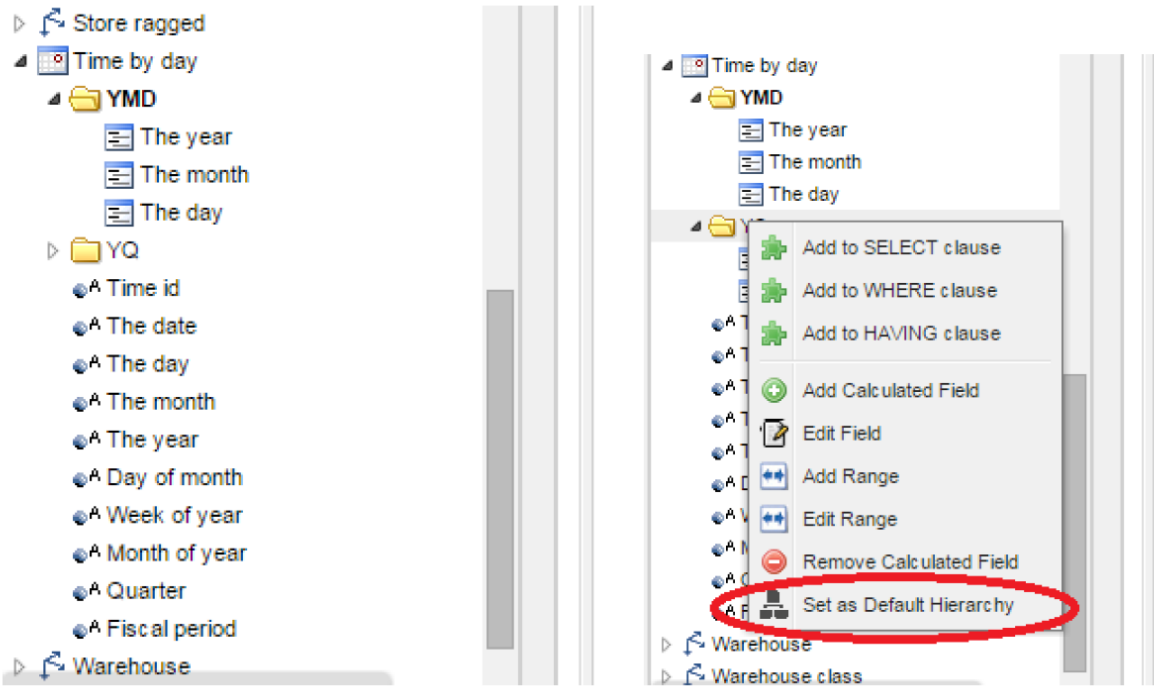 Store ragged
Time by day
YMD
The year
The month
The day
YQ
Time id
The date
The day
The month
The year
Day of month
Week of year
Month of year
Quarter
Fiscal period
Warehouse
Time by day
YMD
The year
The month
The day
Add to SELECT clause
Add to WHERE clause
Add to HAVING clause
Add Calculated Field
Edit Field
Add Range
Edit Range
Remove Calculated Field
Set as Default Hierarchy
Warehouse
Warehouse class